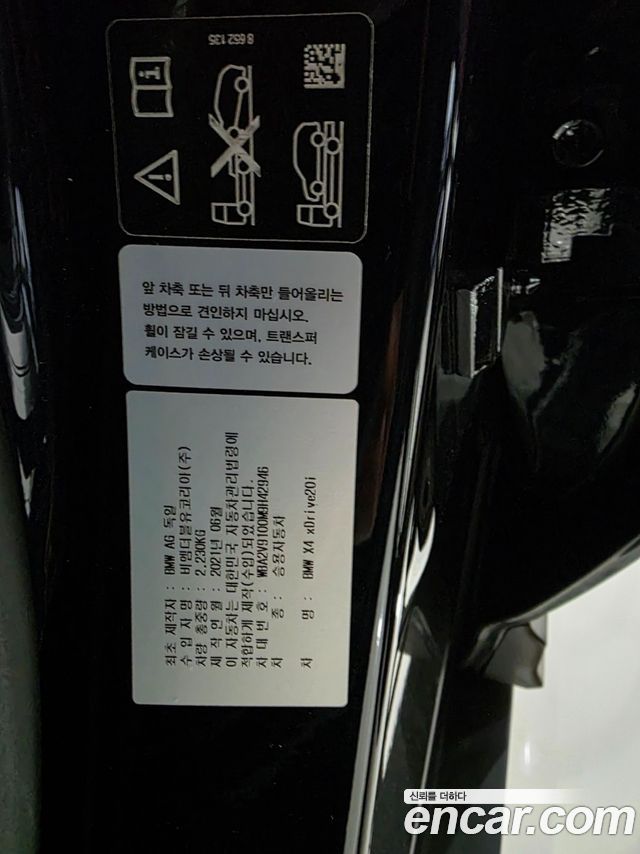 8 652 135
앞 차축 또는 뒤 차축만 들어올리는
방법으로 견인하지 마십시오.
휠이 잠길 수 있으며, 트랜스퍼
케이스가 손상될 수 있습니다.
최초 제작자 : BMW AG 독일
수 입 자 명 : 비엠더블유코리아(주)
차량 총중량 : 2,230KG
제 작 연 월 : 2021년 06월
이 자동차는 대한민국 자동차관리법령에
적합하게 제작(수입)되었습니다.
차 대 번 호 : WBA2V9100M9H42946
차 종 : 승용자동차
차 명 : BMW X4 xDrive20i
신뢰를 더하다
encar.com